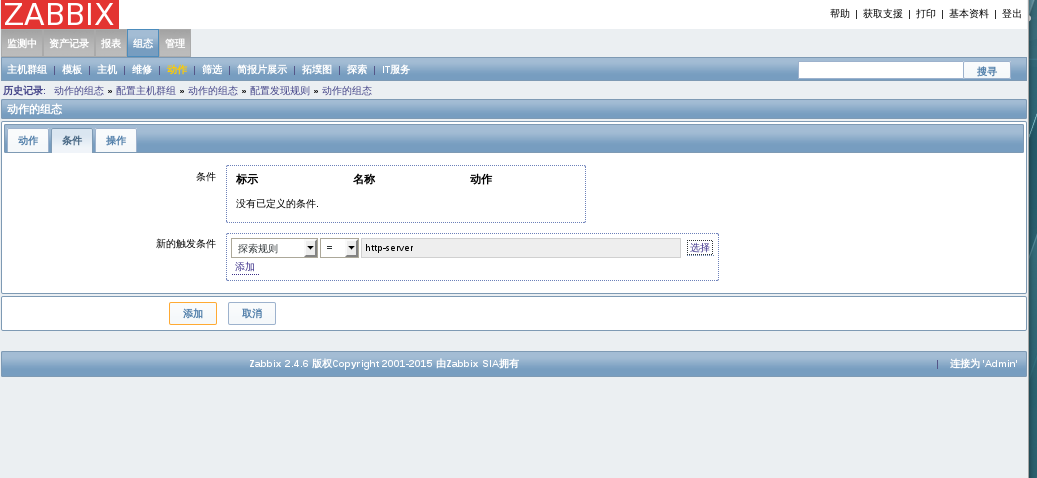 ZABBIX
帮助 | 获取支援 | 打印 | 基本资料 | 登出
监测中 资产记录 报表 组态 管理
主机群组 | 模板 | 主机 | 维修 | 动作 | 筛选 | 简报片展示 | 拓墣图 | 探索 | IT服务 搜寻
历史记录: 动作的组态 » 配置主机群组 » 动作的组态 » 配置发现规则 » 动作的组态
动作的组态
动作 条件 操作
条件 标示 名称 动作
没有已定义的条件.
新的触发条件 探索规则 = http-server 选择
添加
添加 取消
Zabbix 2.4.6 版权Copyright 2001-2015 由Zabbix SIA拥有 | 连接为 'Admin'